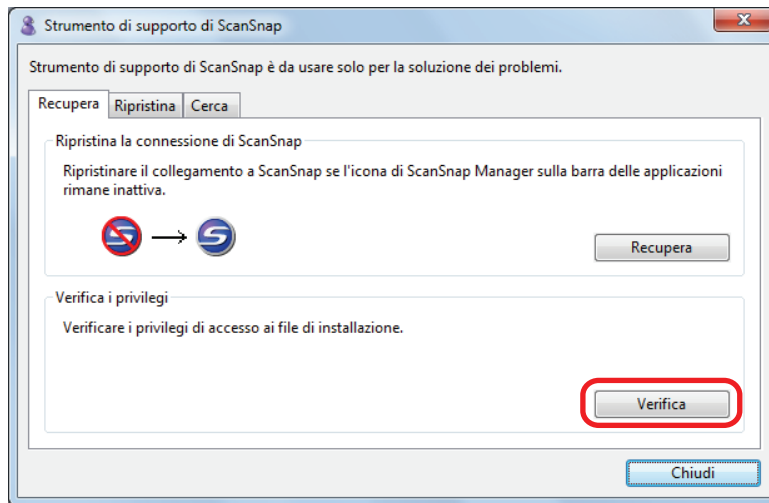 Strumento di supporto di ScanSnap
Strumento di supporto di ScanSnap è da usare solo per la soluzione dei problemi.
Recupera Ripristina Cerca
Ripristina la connessione di ScanSnap
Ripristinare il collegamento a ScanSnap se l'icona di ScanSnap Manager sulla barra delle applicazioni
rimane inattiva.
Recupera
Verifica i privilegi
Verificare i privilegi di accesso ai file di installazione.
Verifica
Chiudi